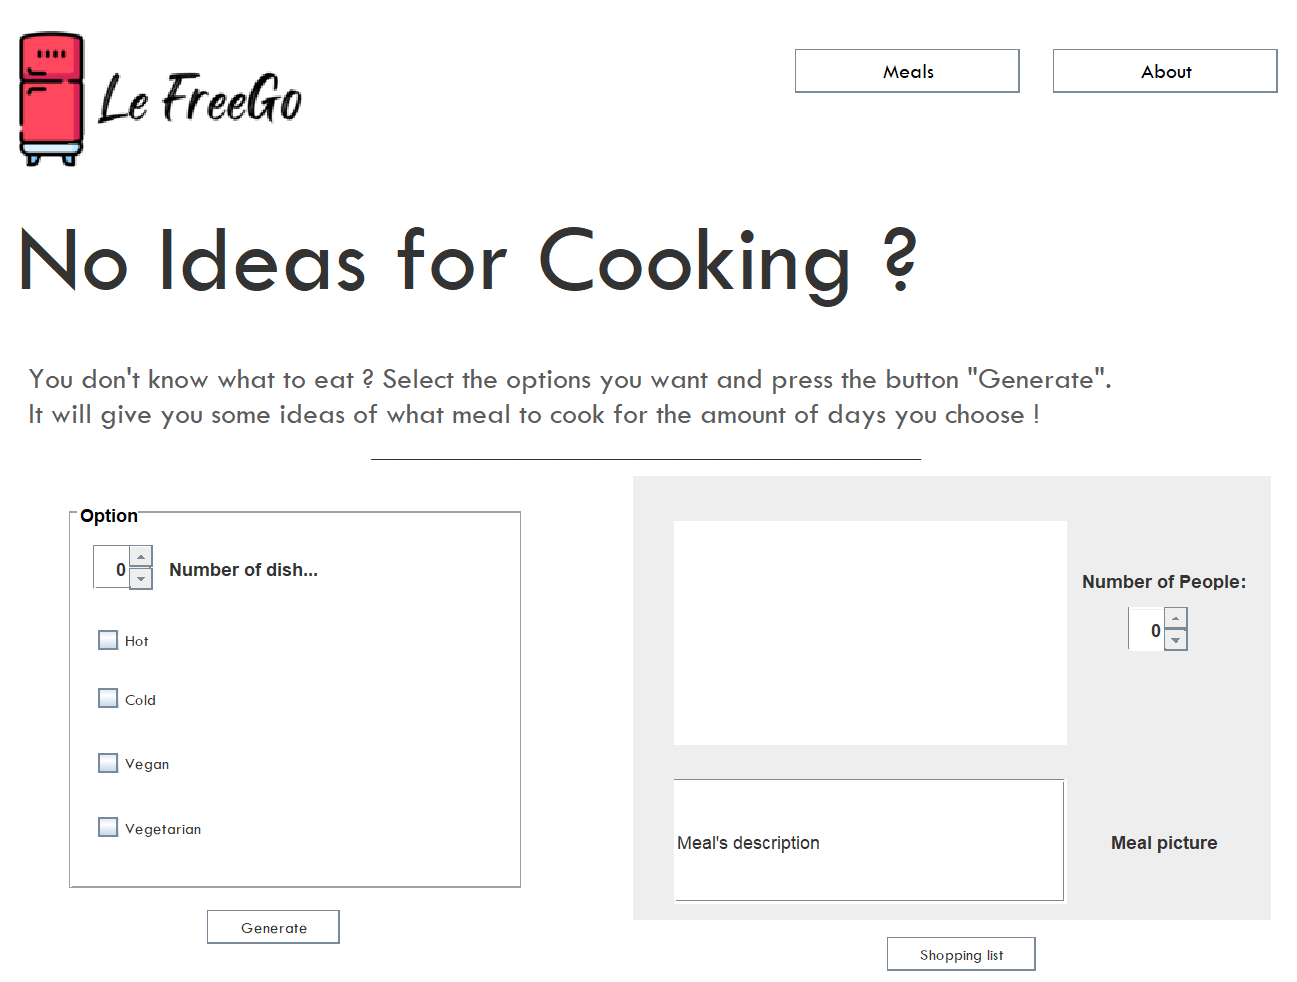 Le FreeGo
Meals
About
No Ideas for Cooking ?
You don't know what to eat ? Select the options you want and press the button "Generate".
It will give you some ideas of what meal to cook for the amount of days you choose !
Option
0
Number of dish...
Hot
Cold
Vegan
Vegetarian
Generate
Number of People:
0
Meal's description
Meal picture
Shopping list